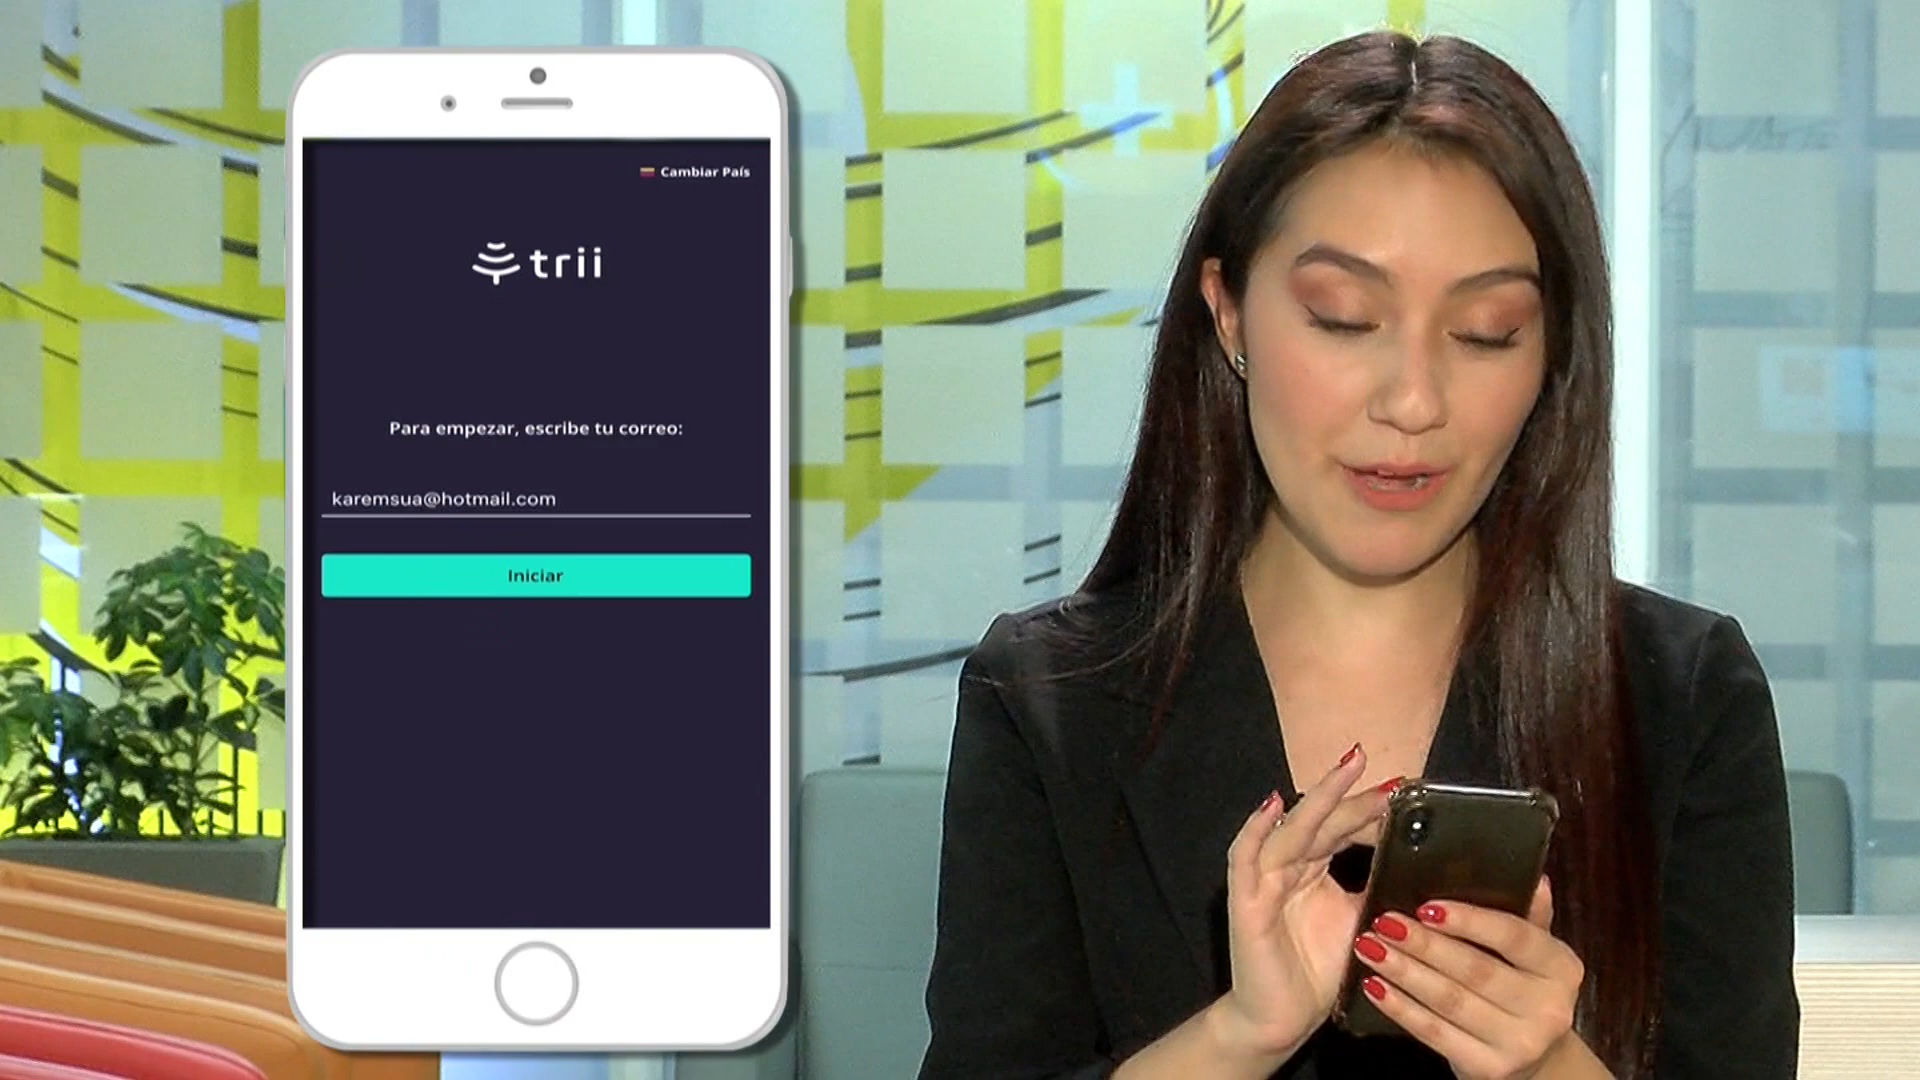 Cambiar País
trii
Para empezar, escribe tu correo:
karemsua@hotmail.com
Iniciar